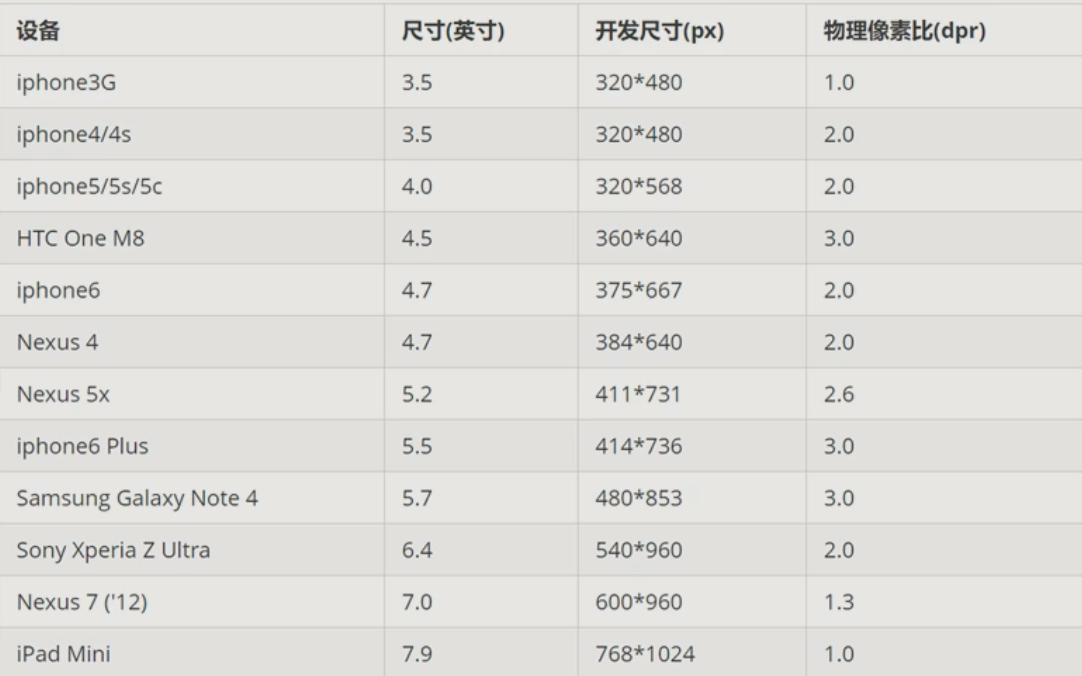 设备 尺寸(英寸) 开发尺寸(px) 物理像素比(dpr)
iphone3G 3.5 320*480 1.0
iphone4/4s 3.5 320*480 2.0
iphone5/5s/5c 4.0 320*568 2.0
HTC One M8 4.5 360*640 3.0
iphone6 4.7 375*667 2.0
Nexus 4 4.7 384*640 2.0
Nexus 5x 5.2 411*731 2.6
iphone6 Plus 5.5 414*736 3.0
Samsung Galaxy Note 4 5.7 480*853 3.0
Sony Xperia Z Ultra 6.4 540*960 2.0
Nexus 7 ('12) 7.0 600*960 1.3
iPad Mini 7.9 768*1024 1.0